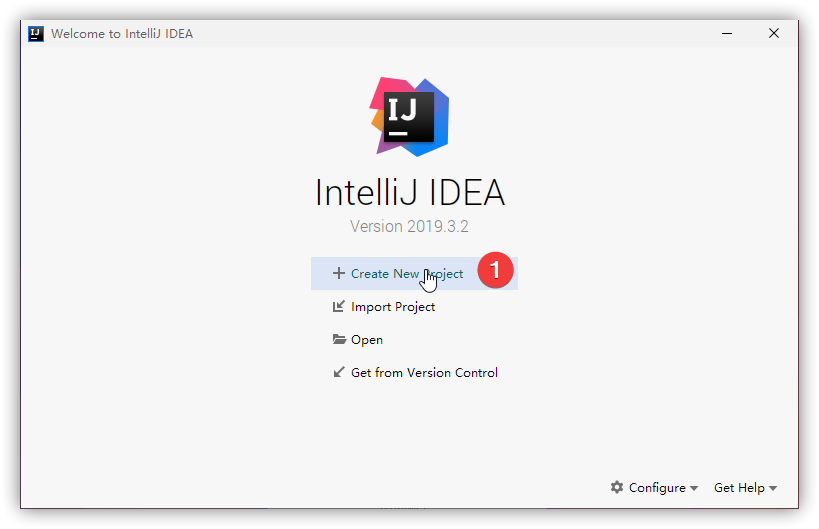 Welcome to IntelliJ IDEA
IJ
IntelliJ IDEA
Version 2019.3.2
Create New Project
1
Import Project
Open
Get from Version Control
Configure
Get Help